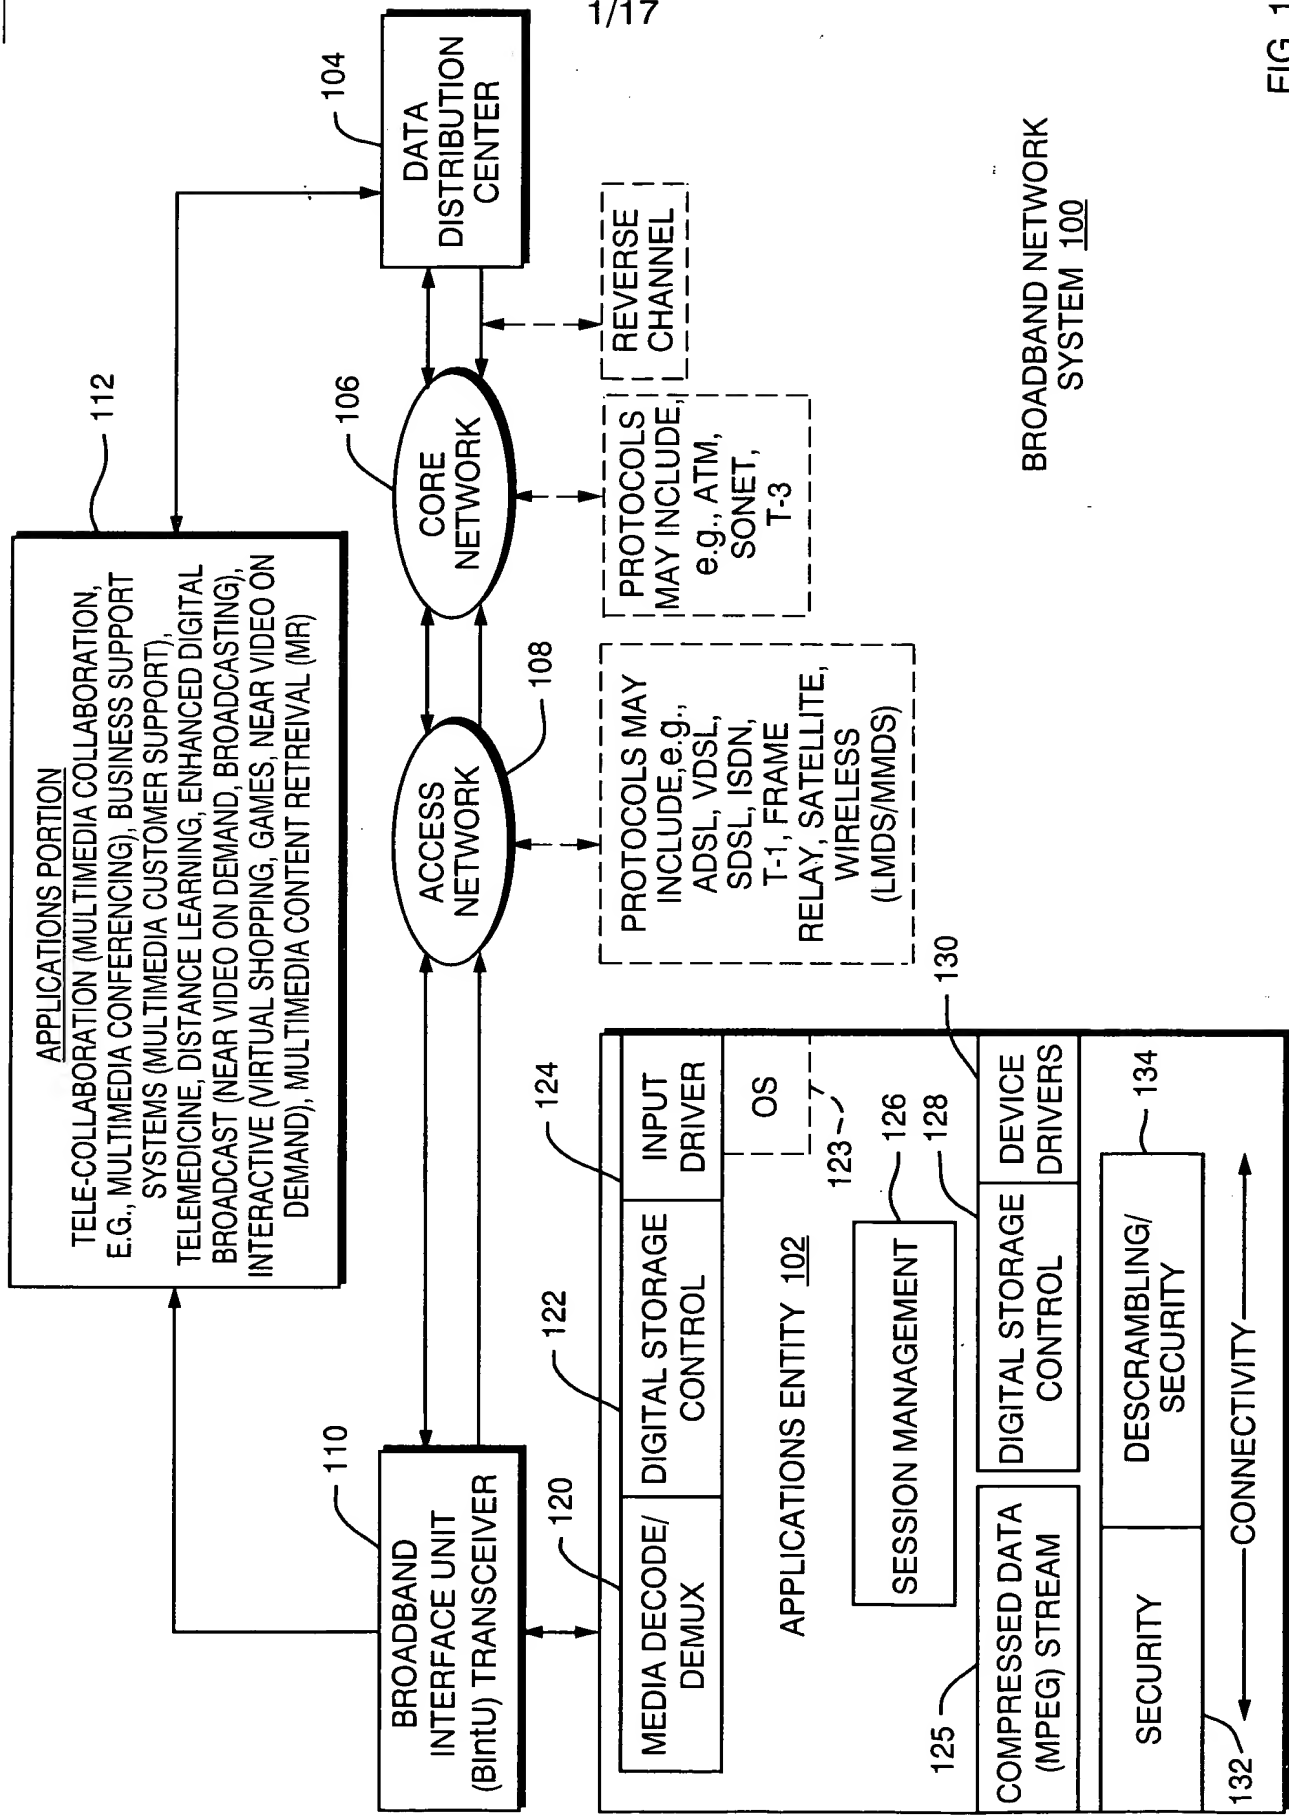 1/17
APPLICATIONS PORTION
TELE-COLLABORATION (MULTIMEDIA COLLABORATION,
E.G., MULTIMEDIA CONFERENCING), BUSINESS SUPPORT
SYSTEMS (MULTIMEDIA CUSTOMER SUPPORT),
TELEMEDICINE, DISTANCE LEARNING, ENHANCED DIGITAL
BROADCAST (NEAR VIDEO ON DEMAND, BROADCASTING),
INTERACTIVE (VIRTUAL SHOPPING, GAMES, NEAR VIDEO ON
DEMAND), MULTIMEDIA CONTENT RETREIVAL (MR)
112
110
BROADBAND
INTERFACE UNIT
(BIntU) TRANSCEIVER
ACCESS
NETWORK
108
CORE
NETWORK
106
DATA
DISTRIBUTION
CENTER
104
PROTOCOLS MAY
INCLUDE,e.g.,
ADSL, VDSL,
SDSL, ISDN,
T-1, FRAME
RELAY, SATELLITE,
WIRELESS
(LMDS/MMDS)
PROTOCOLS
MAY INCLUDE,
e.g., ATM,
SONET,
T-3
REVERSE
CHANNEL
120
122
124
MEDIA DECODE/
DEMUX
DIGITAL STORAGE
CONTROL
INPUT
DRIVER
OS
123
APPLICATIONS ENTITY 102
SESSION MANAGEMENT
126
125
128
130
COMPRESSED DATA
(MPEG) STREAM
DIGITAL STORAGE
CONTROL
DEVICE
DRIVERS
SECURITY
DESCRAMBLING/
SECURITY
134
132
CONNECTIVITY
BROADBAND NETWORK
SYSTEM 100
FIG. 1